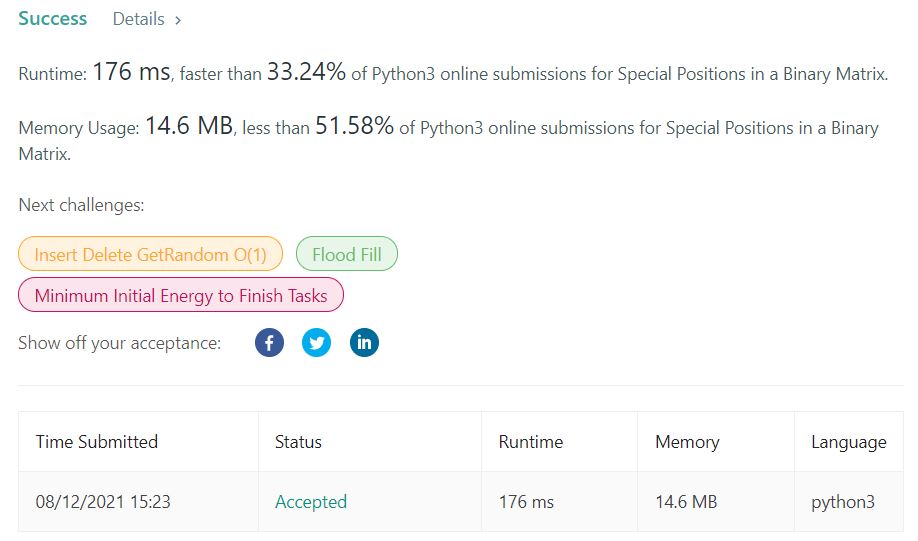 Success Details >
Runtime: 176 ms, faster than 33.24% of Python3 online submissions for Special Positions in a Binary Matrix.
Memory Usage: 14.6 MB, less than 51.58% of Python3 online submissions for Special Positions in a Binary
Matrix.
Next challenges:
Insert Delete GetRandom O(1) Flood Fill
Minimum Initial Energy to Finish Tasks
Show off your acceptance: f in
Time Submitted Status Runtime Memory Language
08/12/2021 15:23 Accepted 176 ms 14.6 MB python3